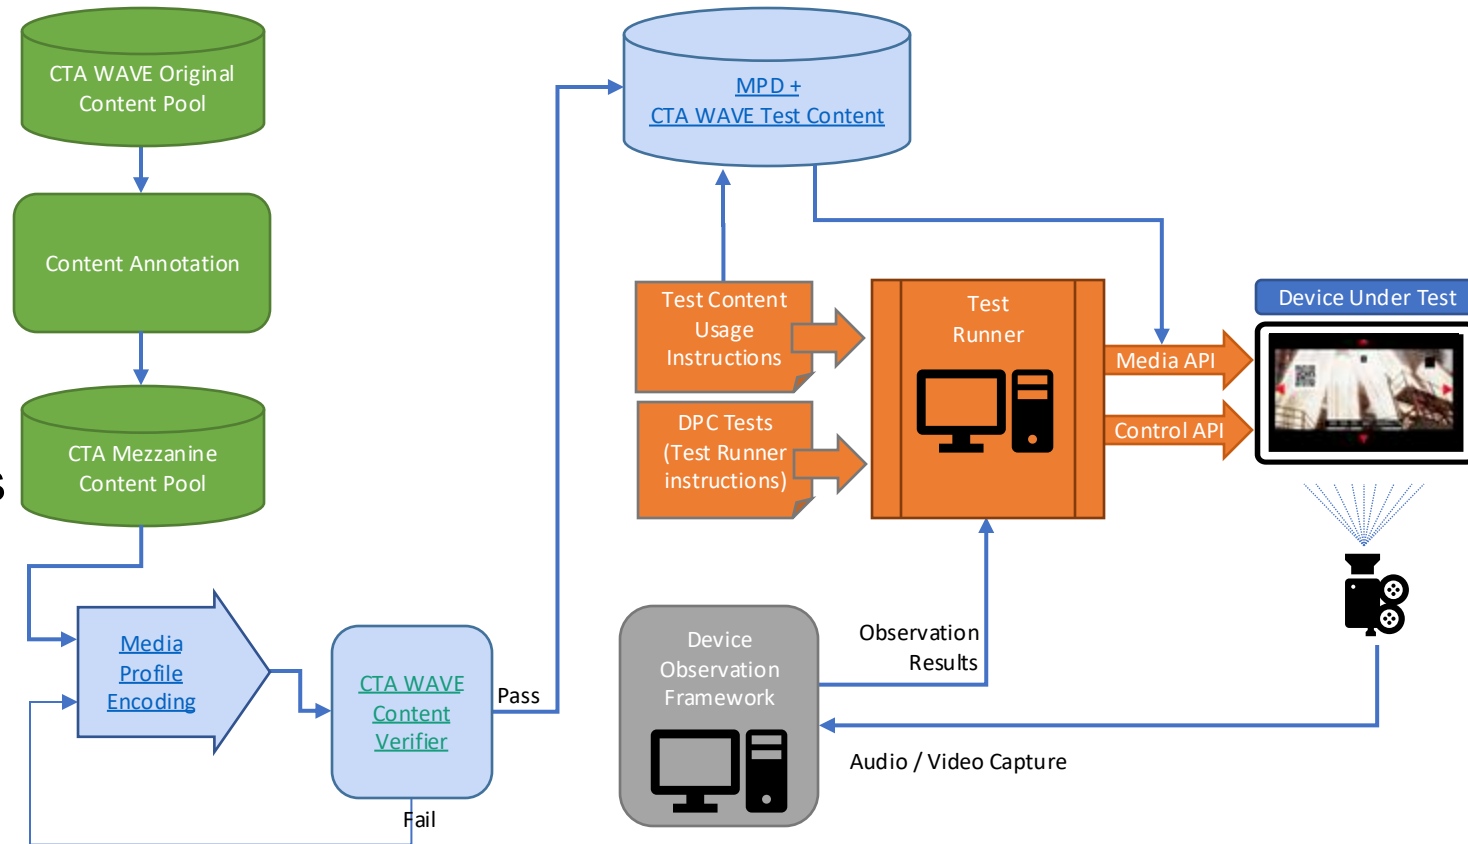 CTA WAVE Original
Content Pool
Content Annotation
CTA Mezzanine
Content Pool
s
Media
Profile
Encoding
CTA WAVE
Content
Verifier
Pass
Fail
MPD +
CTA WAVE Test Content
Test Content
Usage
Instructions
DPC Tests
(Test Runner
instructions)
Test
Runner
Media API
Control API
Device Under Test
Device
Observation
Framework
Observation
Results
Audio / Video Capture